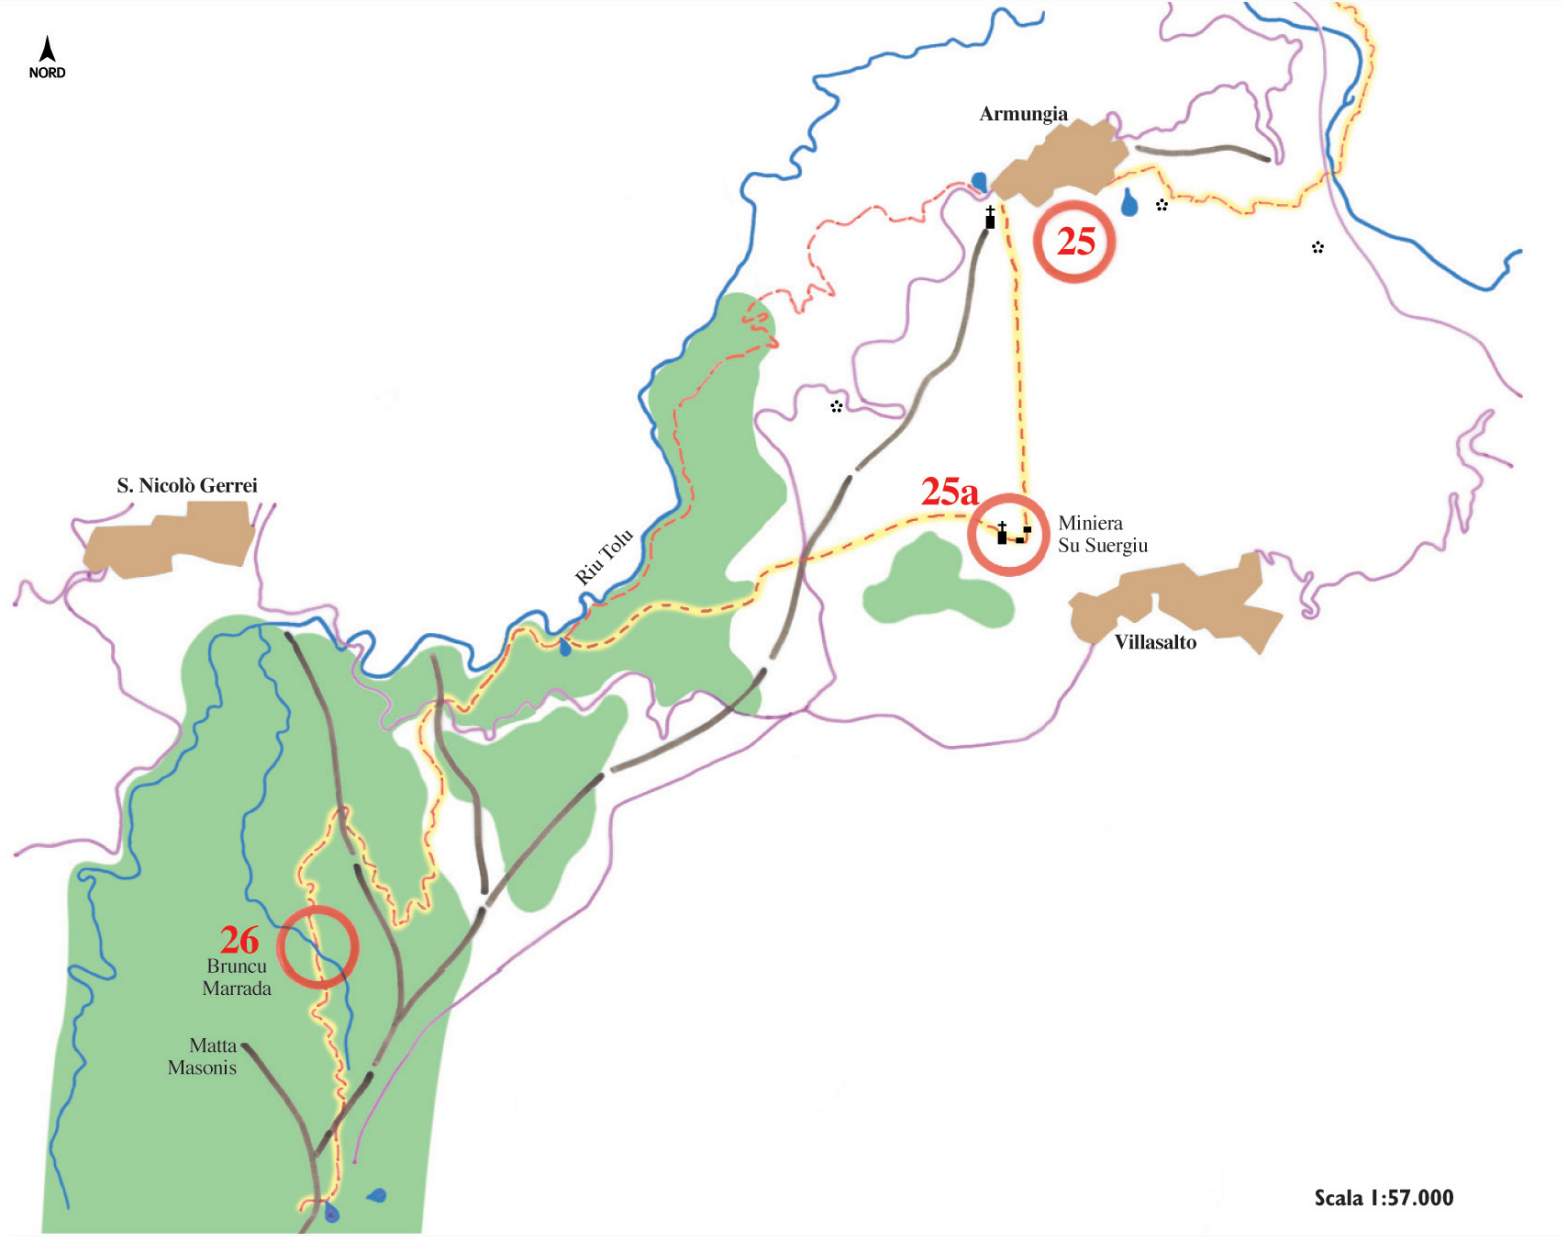 NORD
Armungia
25
S. Nicolò Gerrei
25a
Miniera
Su Suergiu
Riu Tolu
Villasalto
26
Bruncu
Marrada
Matta
Masonis
Scala 1:57.000